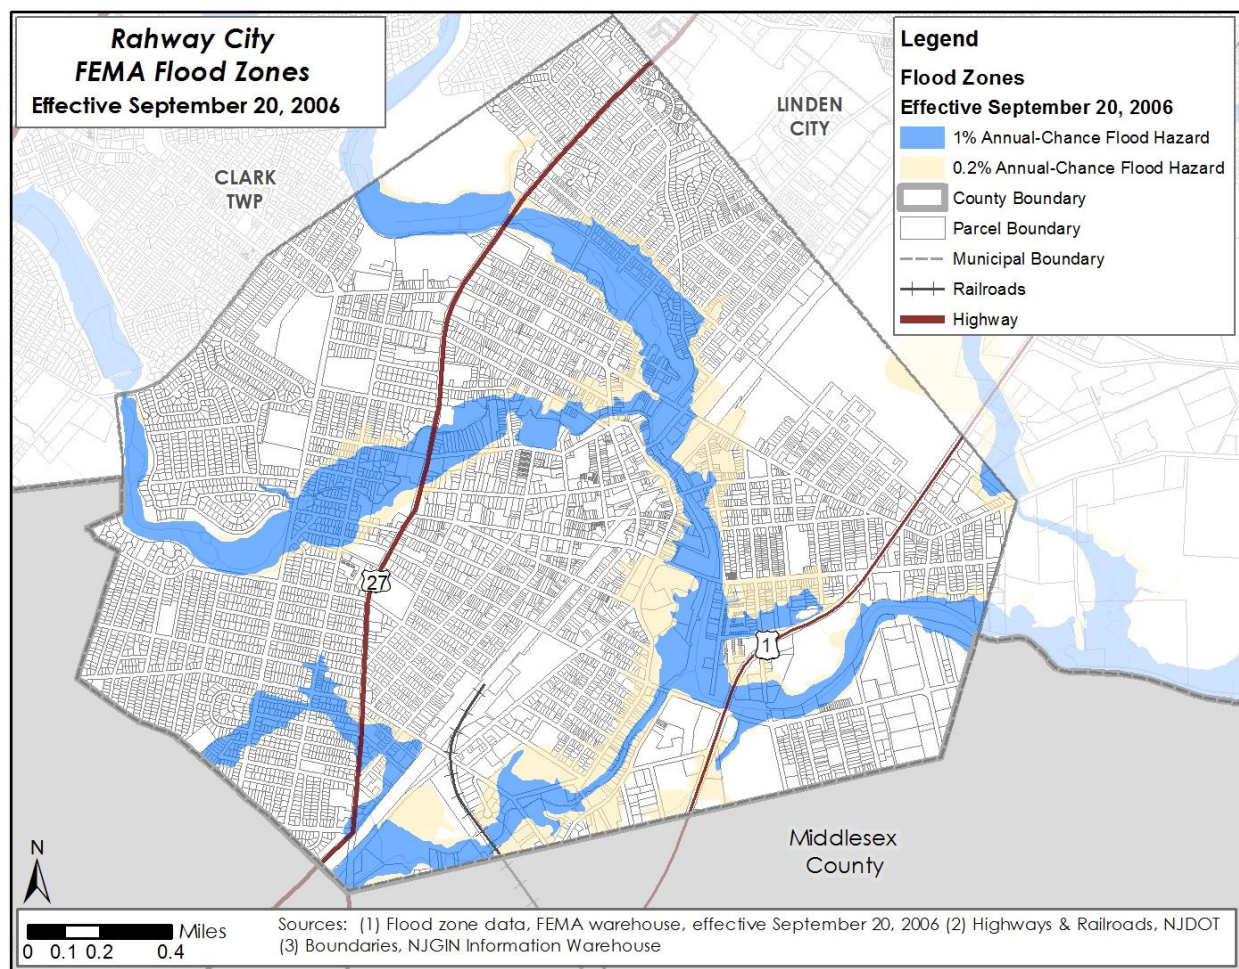 Rahway City
FEMA Flood Zones
Effective September 20, 2006
Legend
Flood Zones
Effective September 20, 2006
1% Annual-Chance Flood Hazard
0.2% Annual-Chance Flood Hazard
County Boundary
Parcel Boundary
Municipal Boundary
Railroads
Highway
LINDEN
CITY
CLARK
TWP
27
1
Middlesex
County
N
Miles
0 0.1 0.2 0.4
Sources: (1) Flood zone data, FEMA warehouse, effective September 20, 2006 (2) Highways & Railroads, NJDOT
(3) Boundaries, NJGIN Information Warehouse